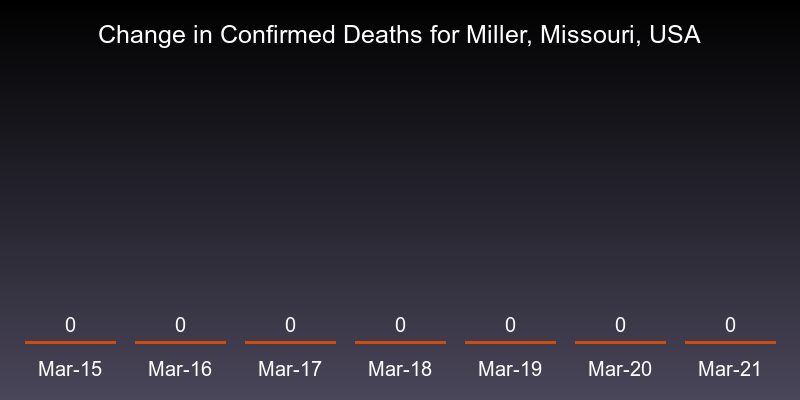 Change in Confirmed Deaths for Miller, Missouri, USA
0 0 0 0 0 0 0
Mar-15 Mar-16 Mar-17 Mar-18 Mar-19 Mar-20 Mar-21